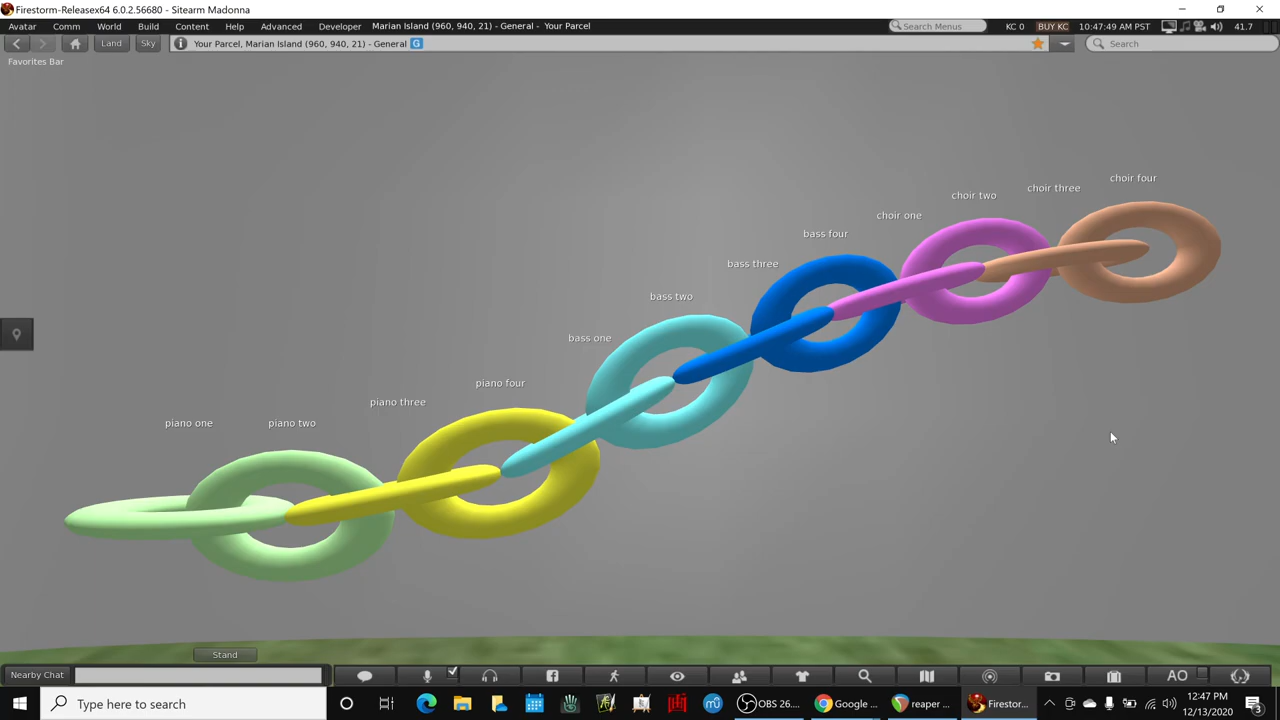 Firestorm-Releasex64 6.0.2.56680 - Sitearm Madonna
Avatar Comm World Build Content Help Advanced Developer Marian Island (960, 940, 21) - General - Your Parcel Search Menus KC 0 BUY KC 10:47:49 AM PST 41.7
Land Sky Your Parcel, Marian Island (960, 940, 21) - General G Search
Favorites Bar
choir four
choir three
choir two
choir one
bass four
bass three
bass two
bass one
piano four
piano three
piano one piano two
Stand
Nearby Chat AO
Type here to search OBS 26.... Google ... reaper ... Firestor... 12:47 PM
12/13/2020 3